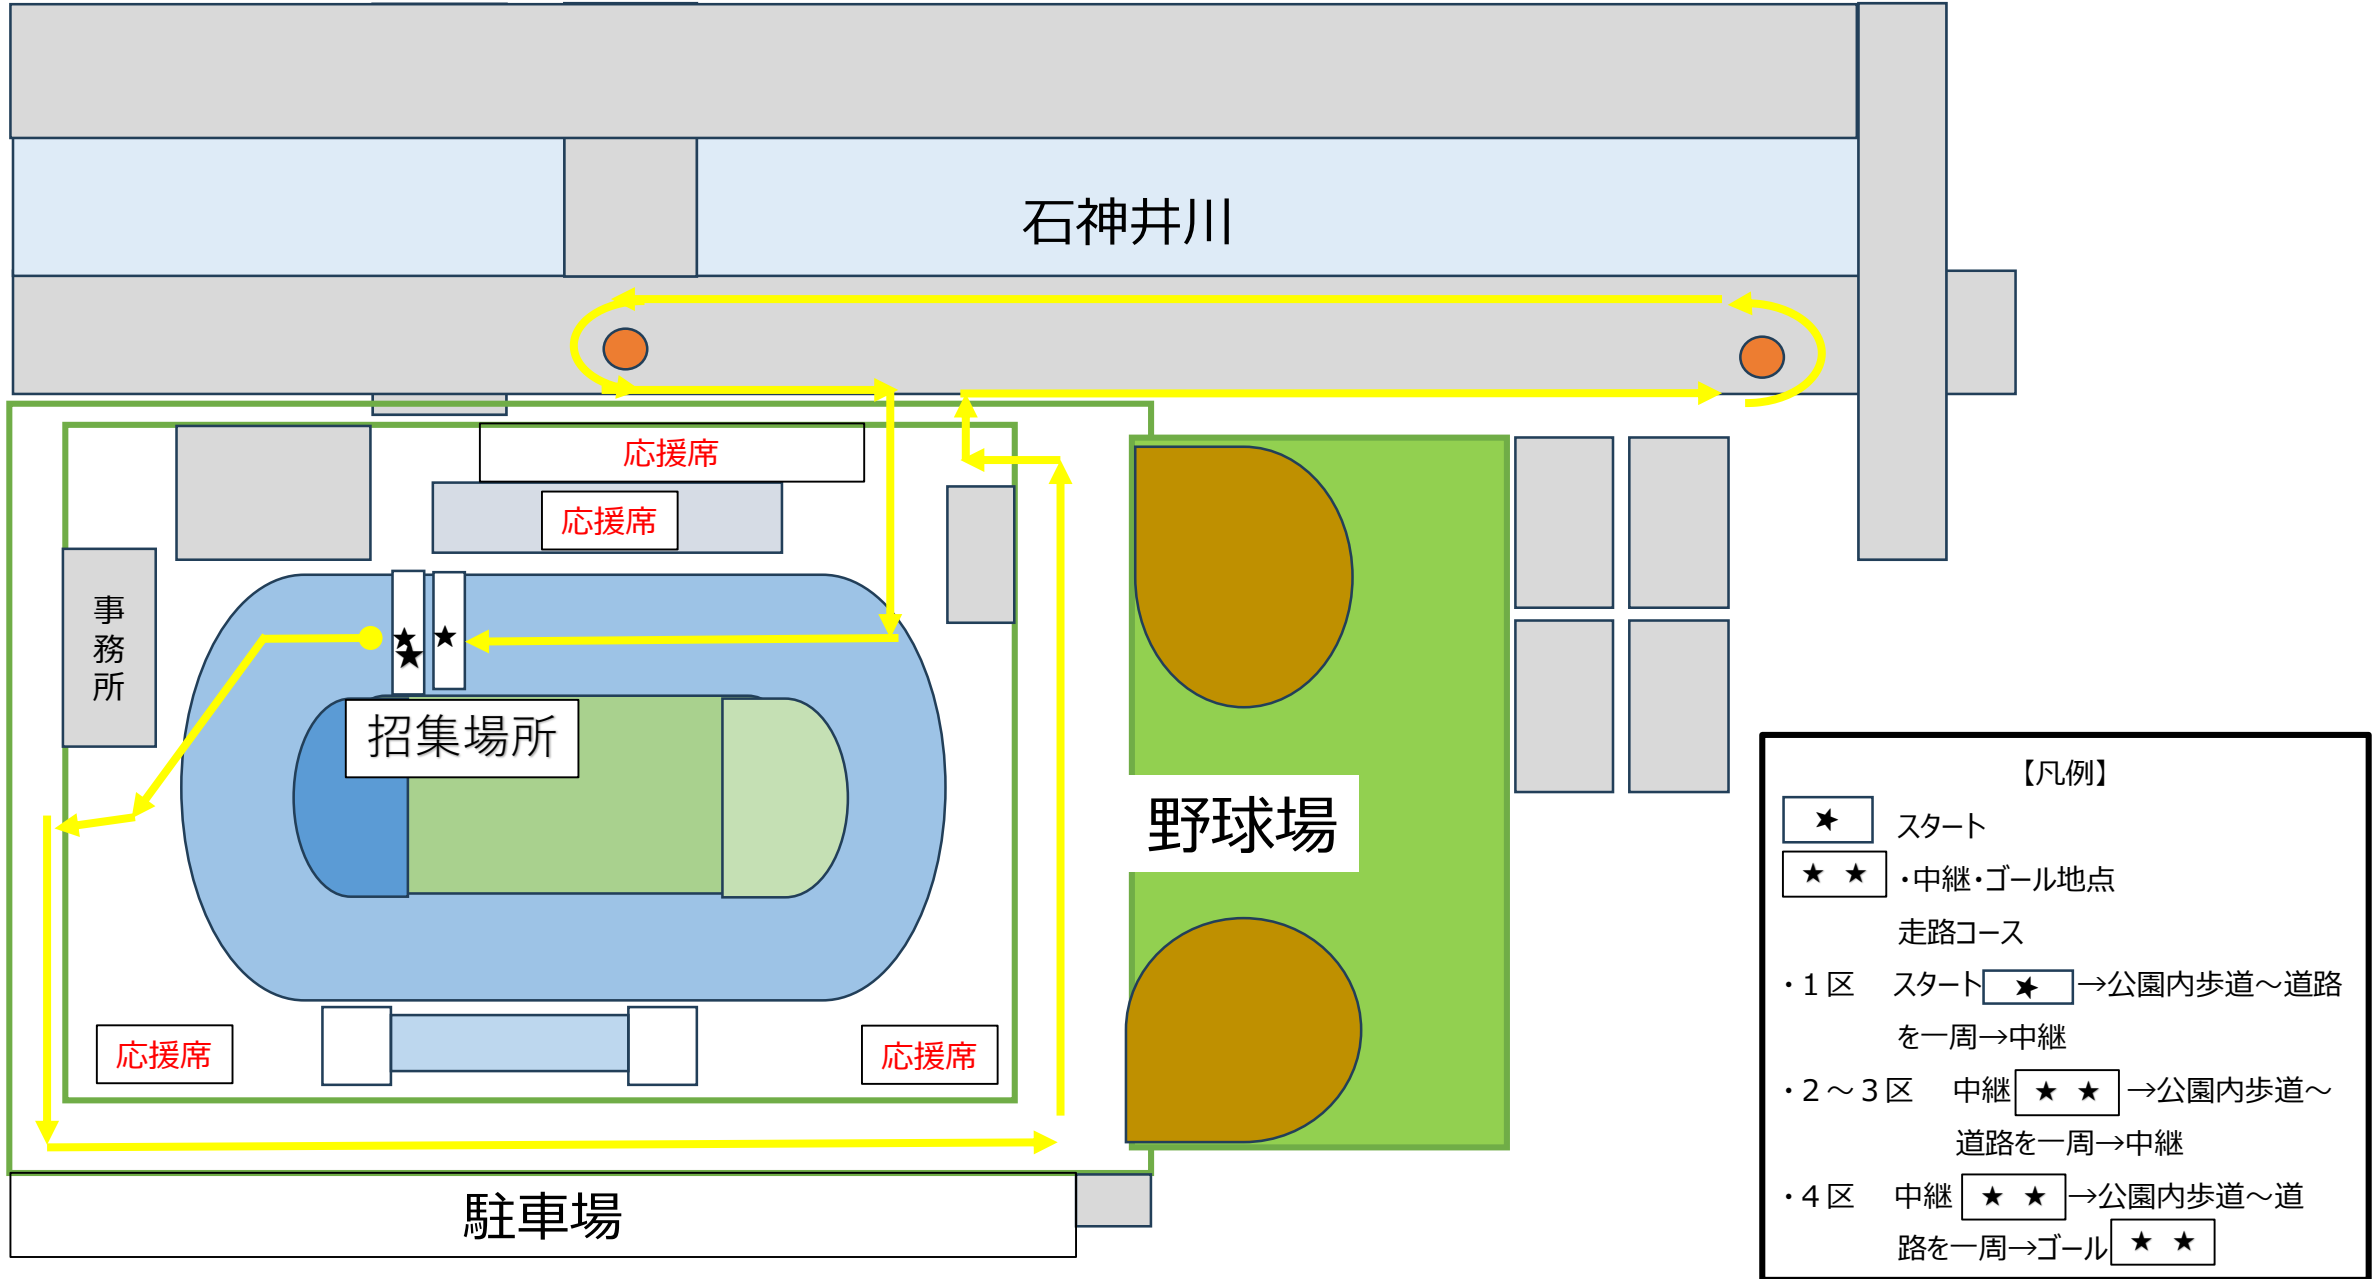 石神井川
応援席
応援席
事
務
所
招集場所
野球場
応援席
応援席
駐車場
【凡例】
★ スタート
★ ★ ・中継・ゴール地点
走路コース
・１区 スタート ★ →公園内歩道～道路
を一周→中継
・２～３区 中継 ★ ★ →公園内歩道～
道路を一周→中継
・４区 中継 ★ ★ →公園内歩道～道
路を一周→ゴール ★ ★